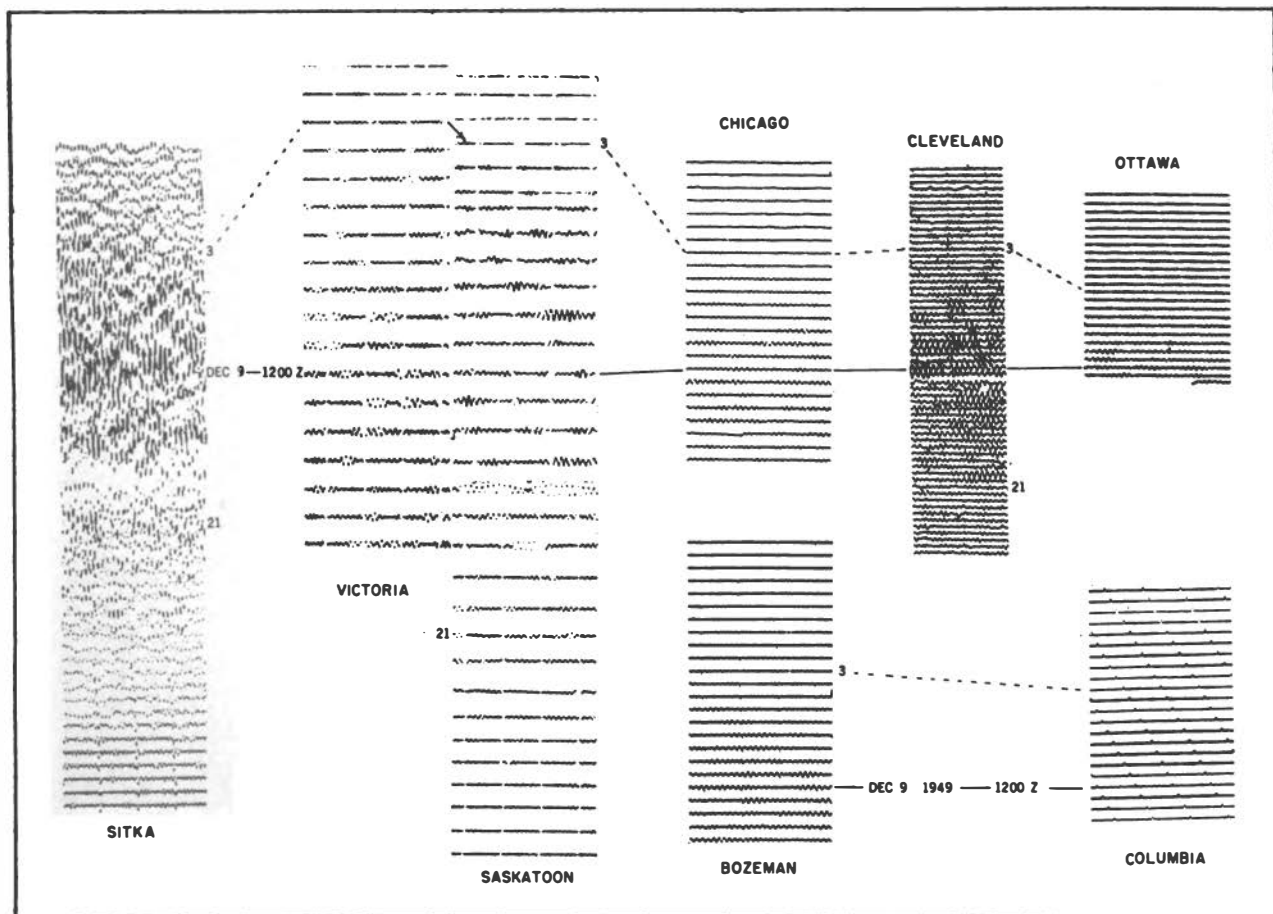 CHICAGO
CLEVELAND
OTTAWA
3
3
3
DEC 9 — 1200 Z
21
21
VICTORIA
21
3
DEC 9 1949 — 1200 Z
SITKA
SASKATOON
BOZEMAN
COLUMBIA